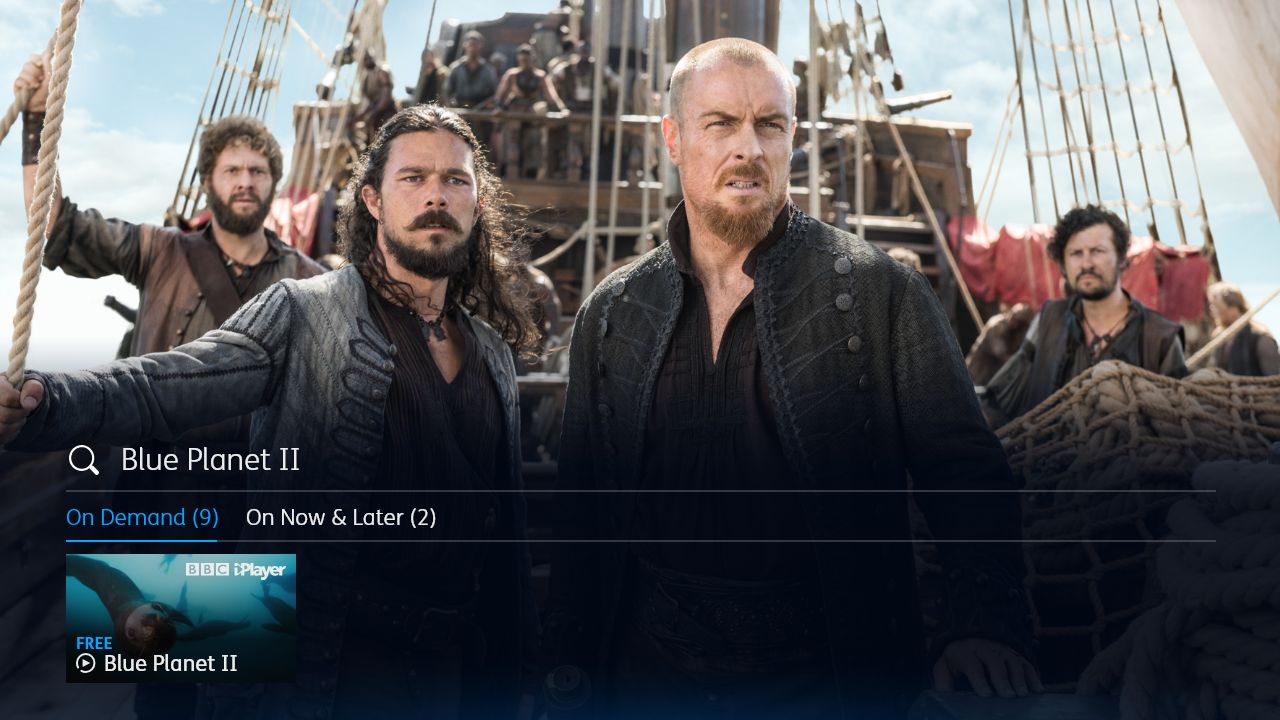 Blue Planet II
On Demand (9) On Now & Later (2)
BBC iPlayer
FREE
Blue Planet II